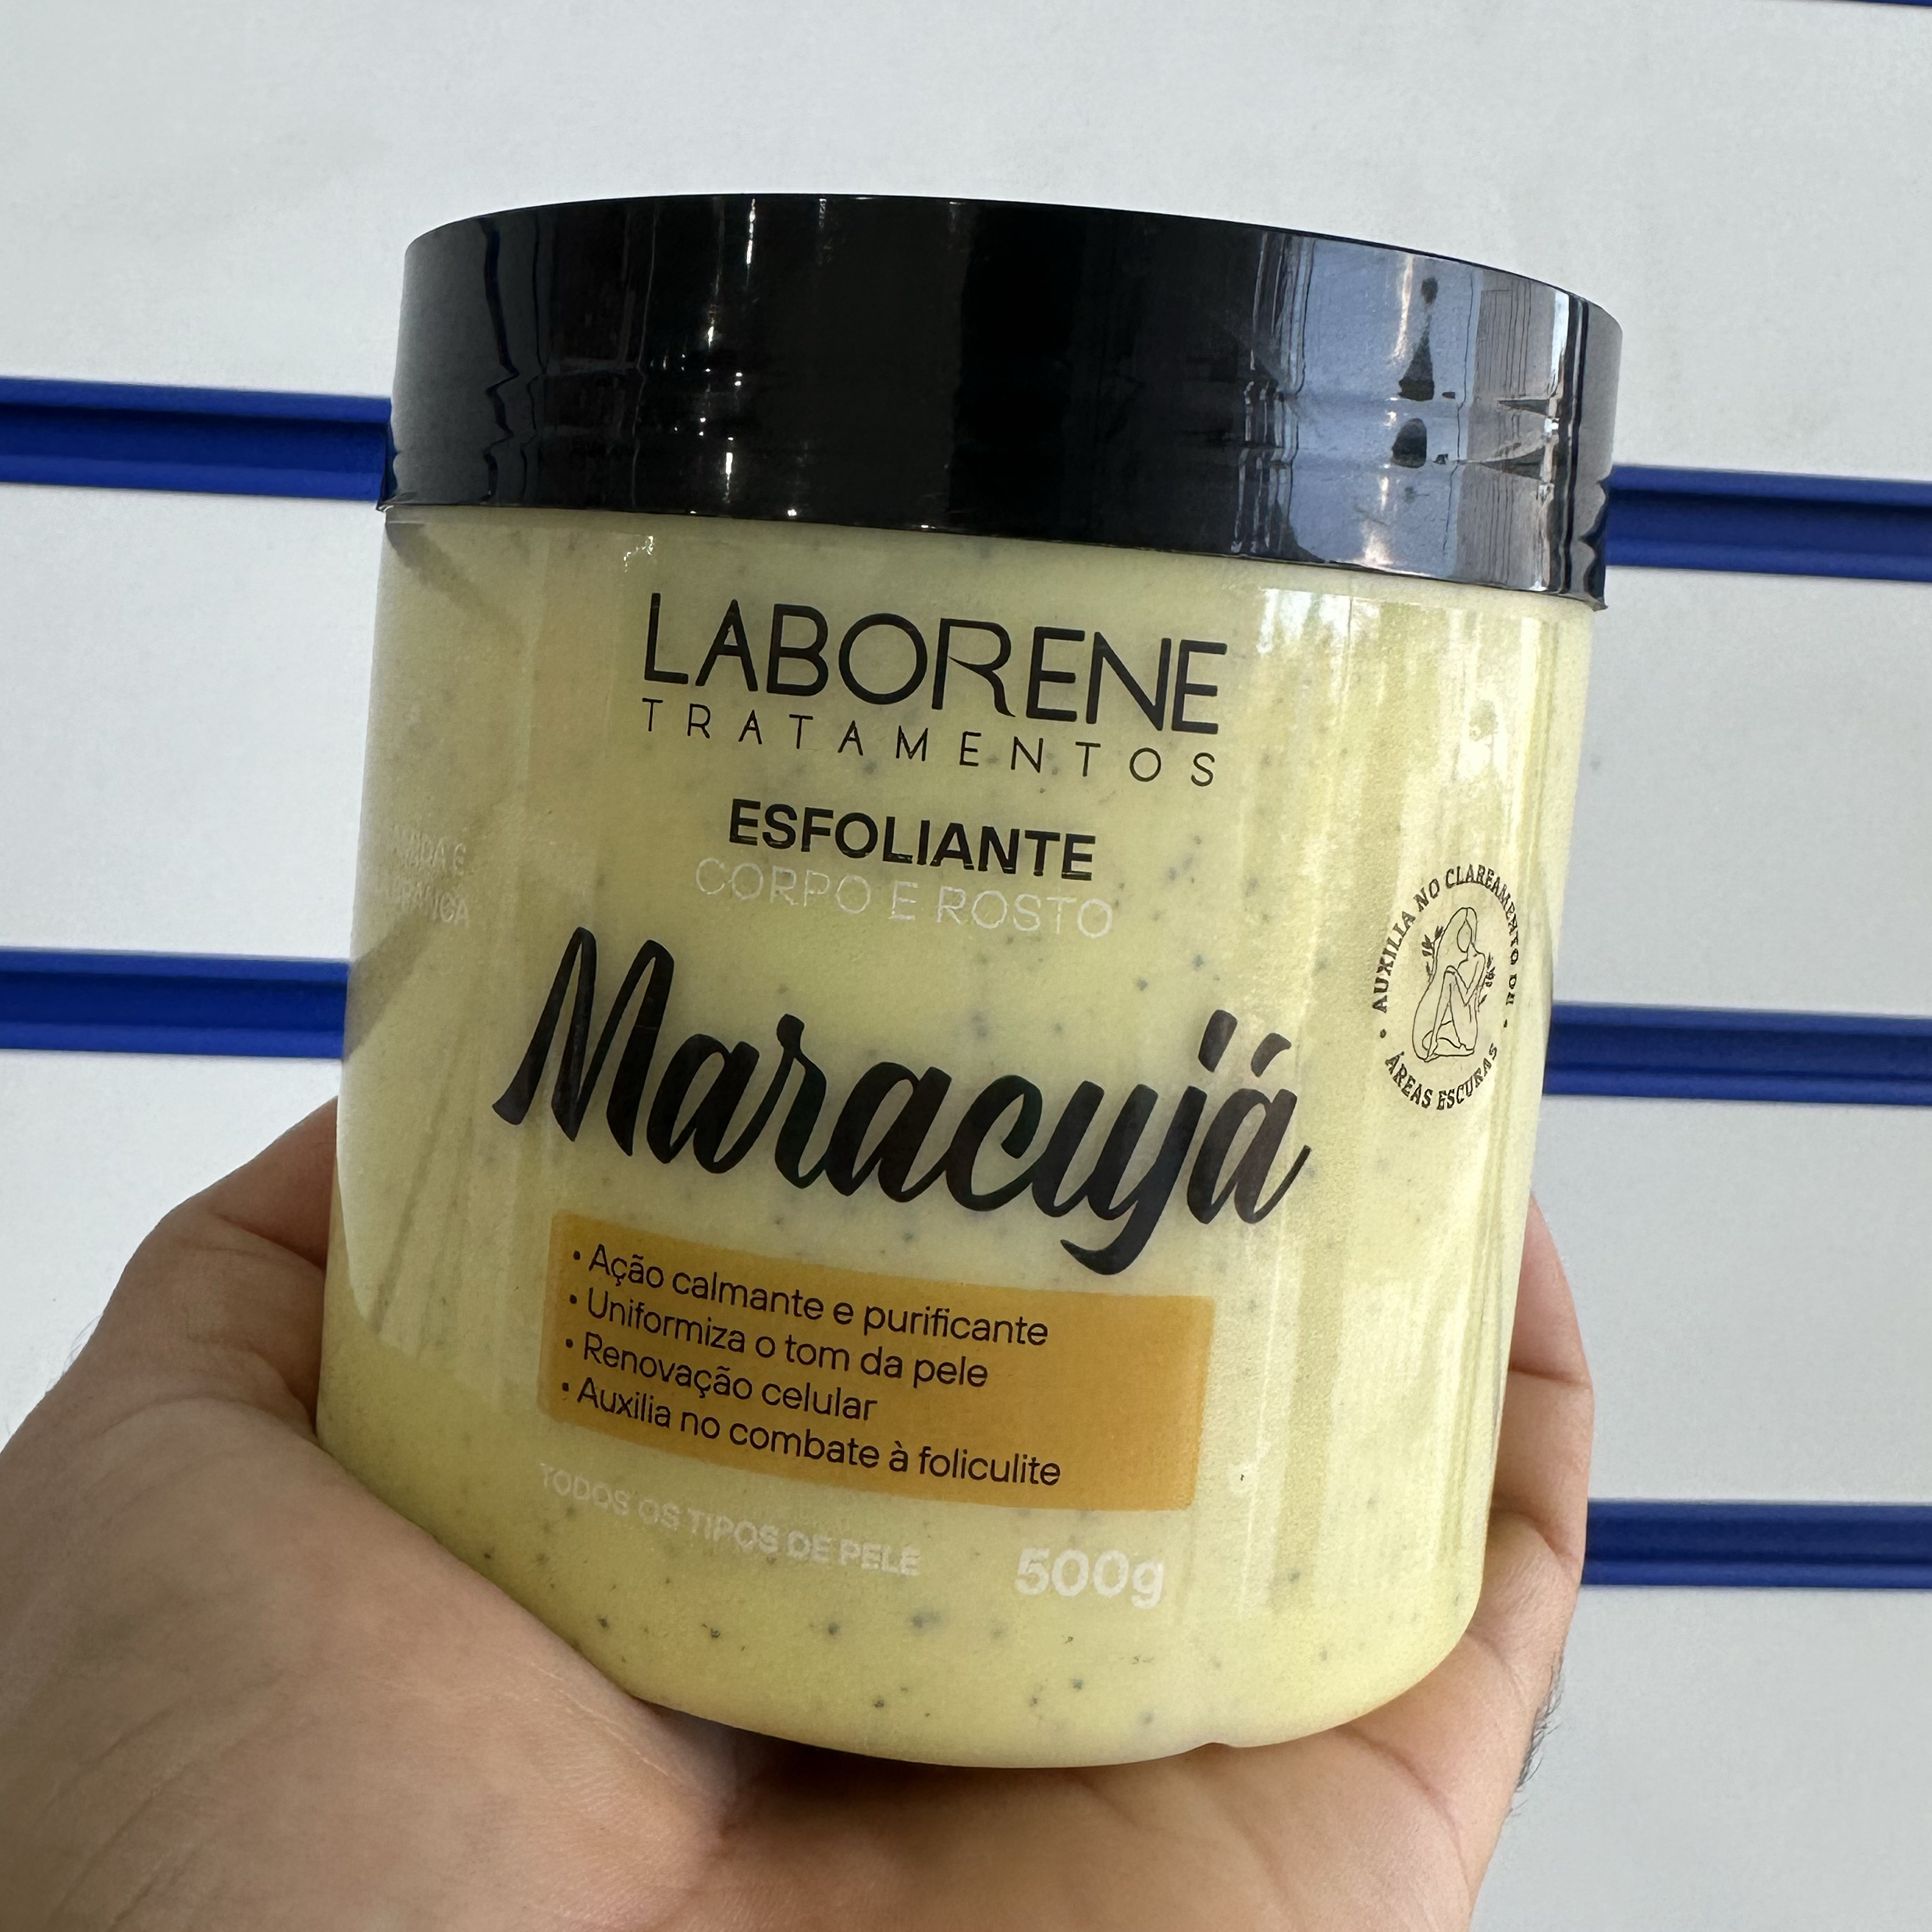 LABORENE
TRATAMENTOS
ESFOLIANTE
CORPO E ROSTO
Maracujá
• Ação calmante e purificante
• Uniformiza o tom da pele
• Renovação celular
• Auxilia no combate à foliculite
TODOS OS TIPOS DE PELE
500g
• AUXILIA NO CLAREAMENTO DE •
ÁREAS ESCURAS